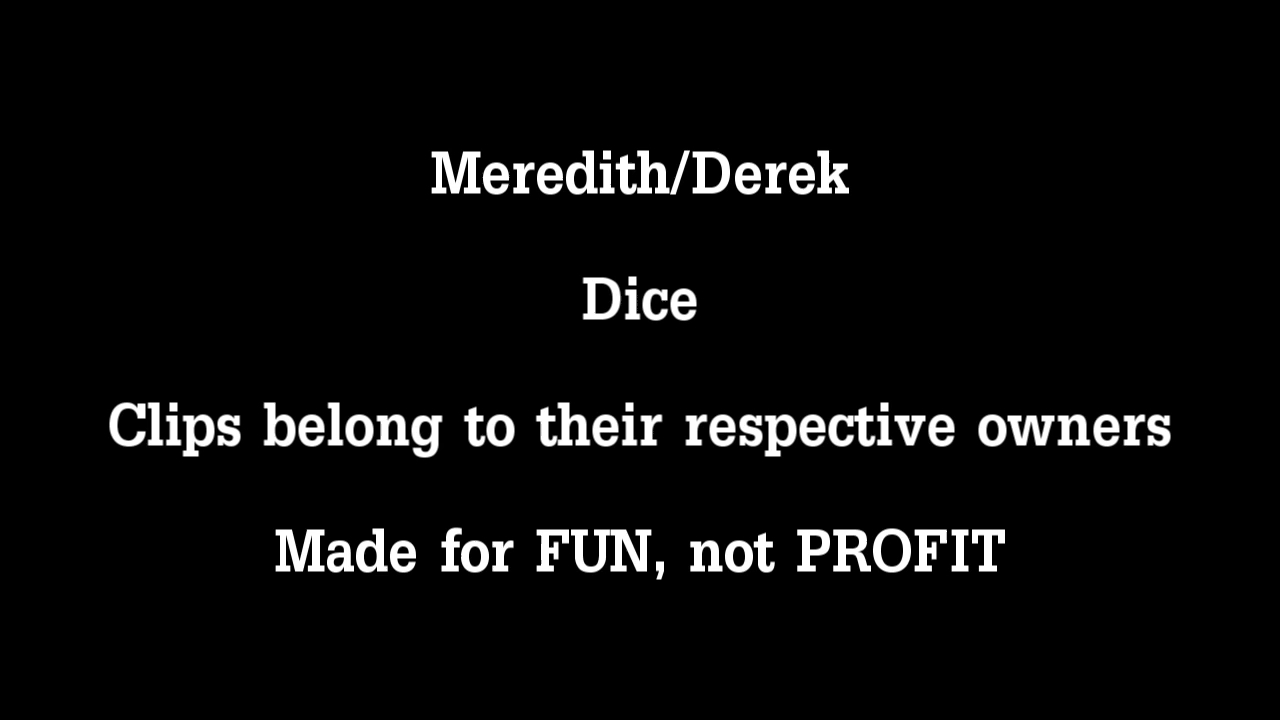 Meredith/Derek
Dice
Clips belong to their respective owners
Made for FUN, not PROFIT